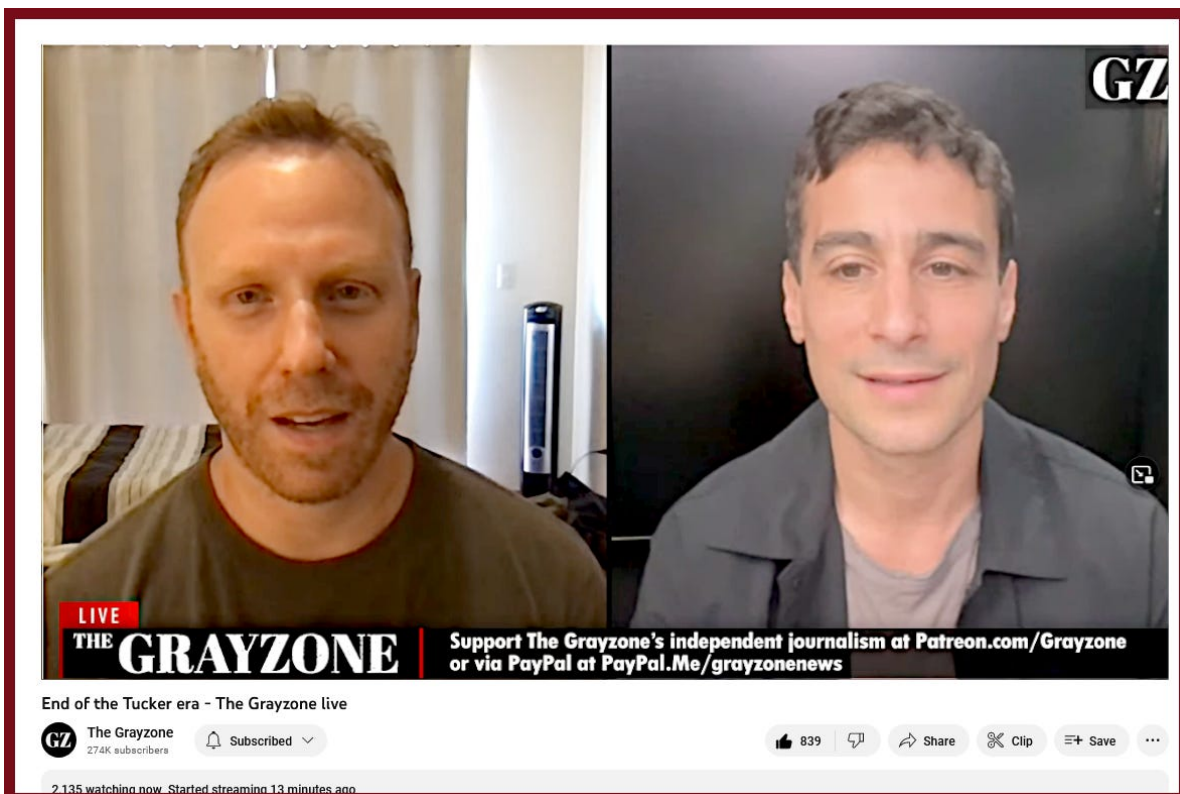 GZ
LIVE
THE GRAYZONE
Support The Grayzone's independent journalism at Patreon.com/Grayzone
or via PayPal at PayPal.Me/grayzonenews
End of the Tucker era - The Grayzone live
GZ
The Grayzone
274K subscribers
Subscribed
839
Share
Clip
Save
2,135 watching now Started streaming 13 minutes ago